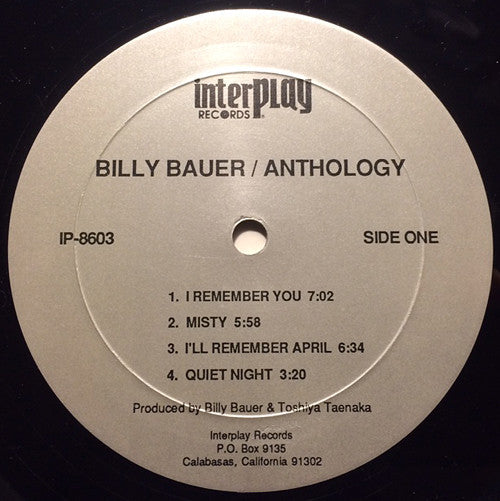 interplay
RECORDS®
BILLY BAUER / ANTHOLOGY
IP-8603
SIDE ONE
1. I REMEMBER YOU 7:02
2. MISTY 5:58
3. I'LL REMEMBER APRIL 6:34
4. QUIET NIGHT 3:20
Produced by Billy Bauer & Toshiya Taenaka
Interplay Records
P.O. Box 9135
Calabasas, California 91302